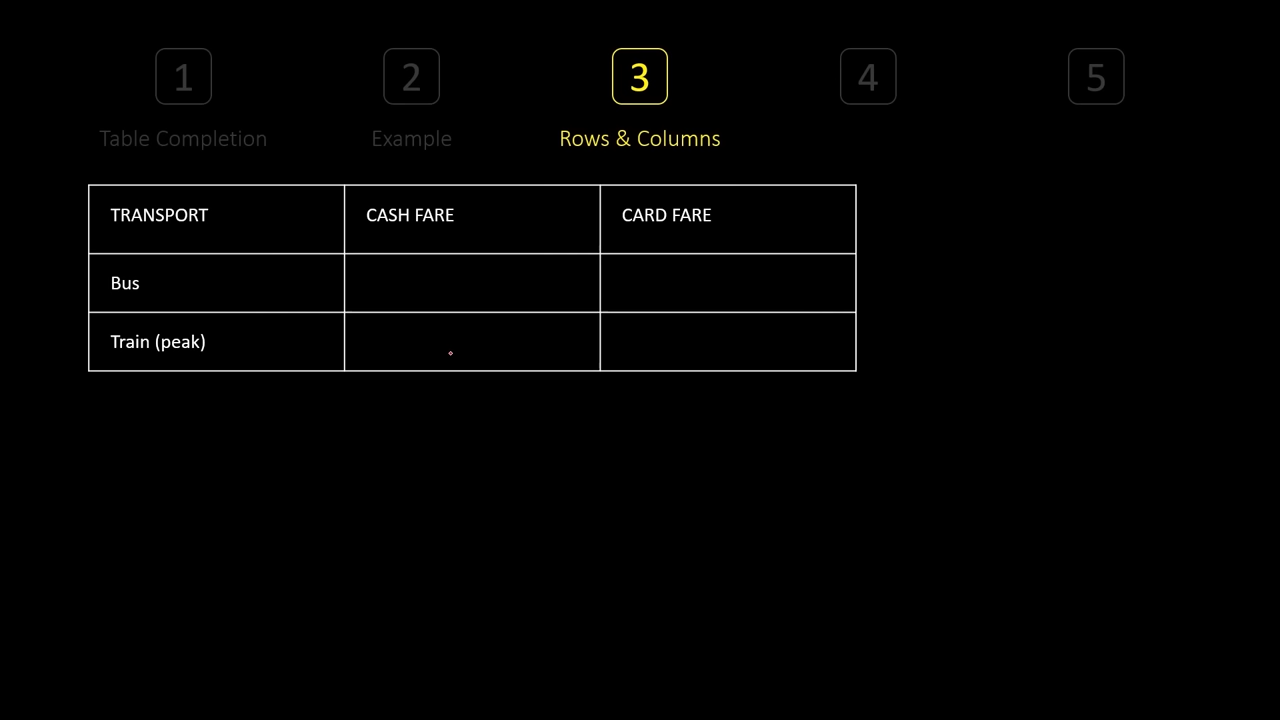 1 2 3 4 5
Table Completion Example Rows & Columns
TRANSPORT CASH FARE CARD FARE
Bus
Train (peak)